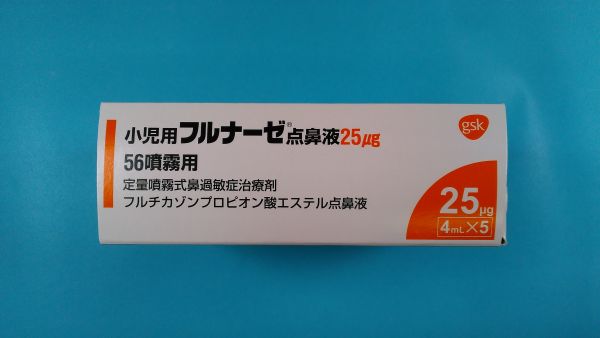 小児用フルナーゼ®点鼻液25μg
56噴霧用
定量噴霧式鼻過敏症治療剤
フルチカゾンプロピオン酸エステル点鼻液
gsk
25μg
4mL×5